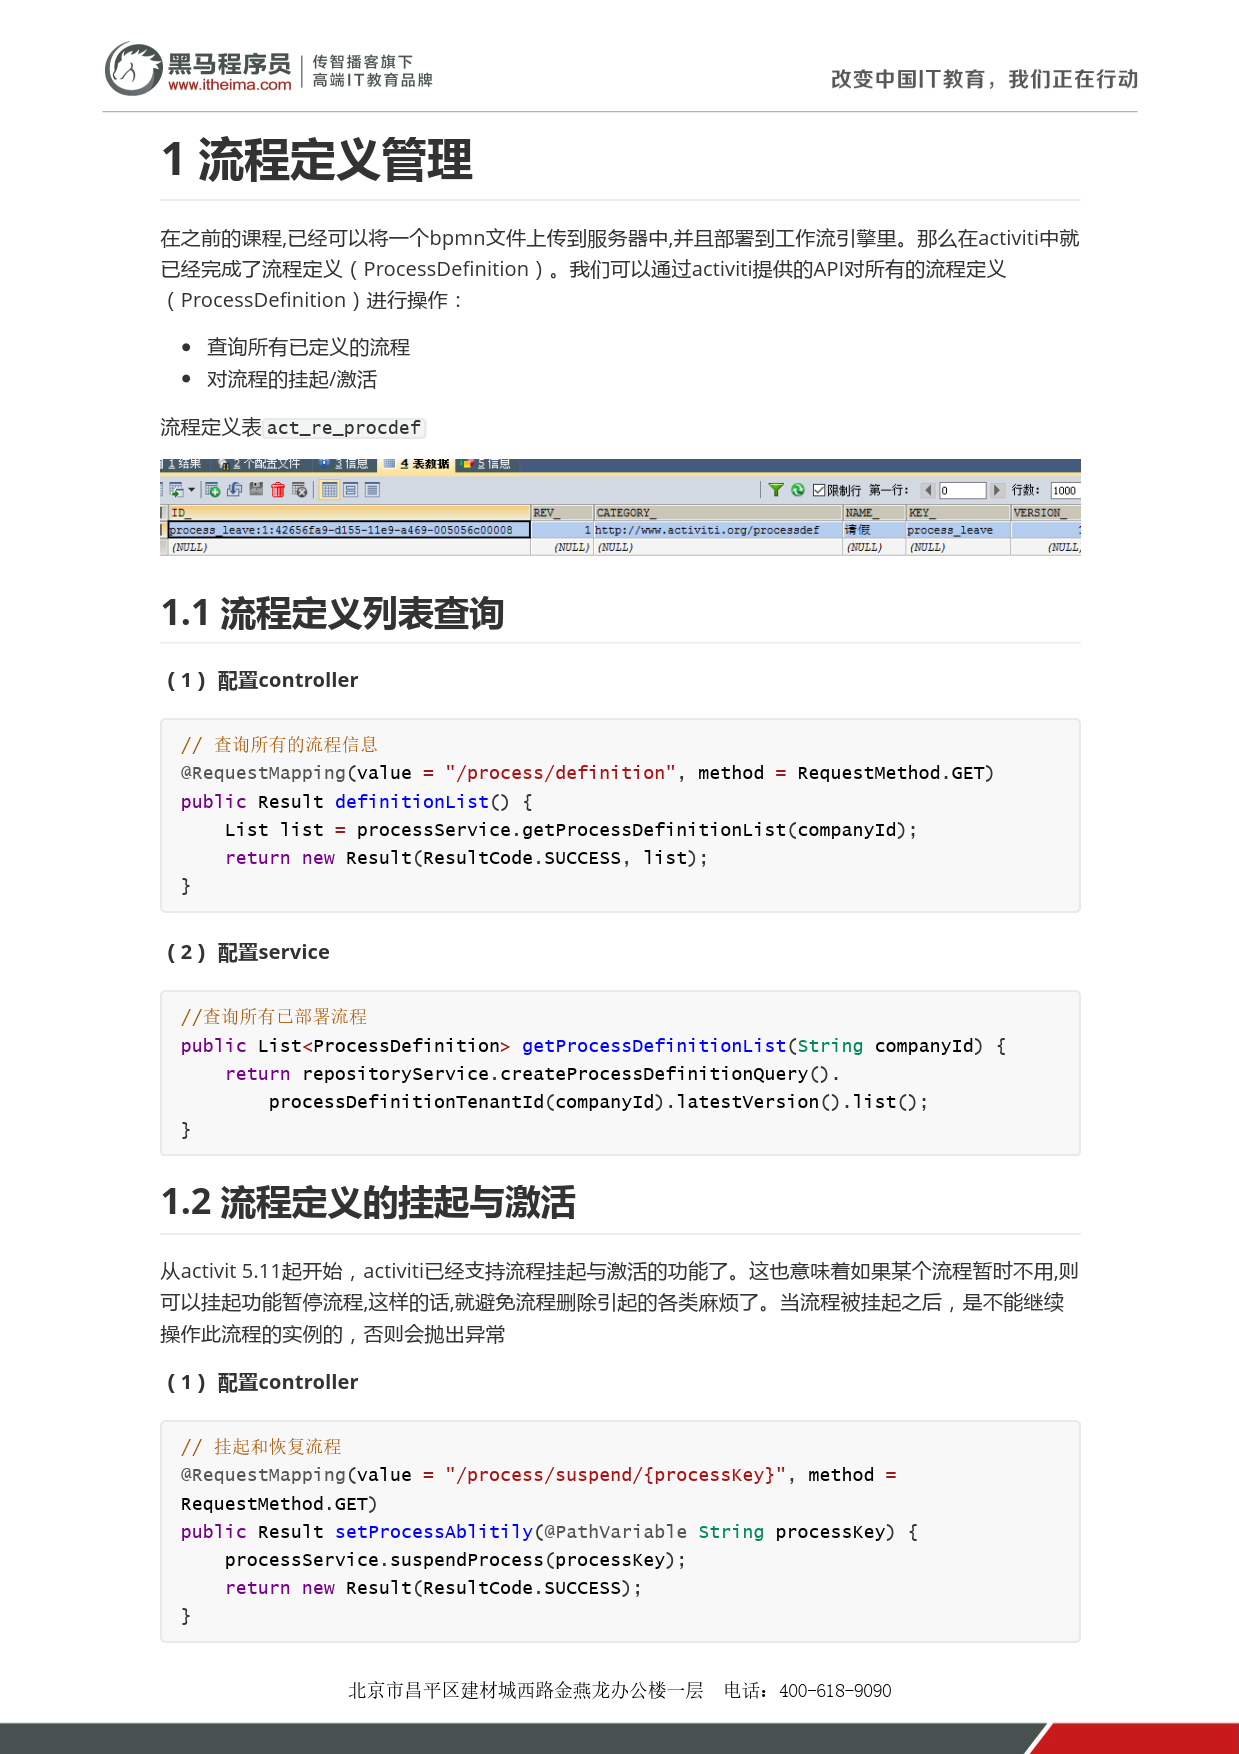 黑马程序员
www.itheima.com
传智播客旗下
高端IT教育品牌
改变中国IT教育，我们正在行动
1 流程定义管理
在之前的课程,已经可以将一个bpmn文件上传到服务器中,并且部署到工作流引擎里。那么在activiti中就
已经完成了流程定义（ProcessDefinition）。我们可以通过activiti提供的API对所有的流程定义
（ProcessDefinition）进行操作：
查询所有已定义的流程
对流程的挂起/激活
流程定义表act_re_procdef
1 结果 2 个配置文件 3 信息 4 表数据 5 信息
限制行 第一行: 0 行数: 1000
ID_ REV_ CATEGORY_ NAME_ KEY_ VERSION_
process_leave:1:42656fa9-d155-11e9-a469-005056c00008 1 http://www.activiti.org/processdef 请假 process_leave
(NULL) (NULL) (NULL) (NULL) (NULL) (NULL)
1.1 流程定义列表查询
（1） 配置controller
// 查询所有的流程信息
@RequestMapping(value = "/process/definition", method = RequestMethod.GET)
public Result definitionList() {
    List list = processService.getProcessDefinitionList(companyId);
    return new Result(ResultCode.SUCCESS, list);
}
（2） 配置service
//查询所有已部署流程
public List<ProcessDefinition> getProcessDefinitionList(String companyId) {
    return repositoryService.createProcessDefinitionQuery().
        processDefinitionTenantId(companyId).latestVersion().list();
}
1.2 流程定义的挂起与激活
从activit 5.11起开始，activiti已经支持流程挂起与激活的功能了。这也意味着如果某个流程暂时不用,则
可以挂起功能暂停流程,这样的话,就避免流程删除引起的各类麻烦了。当流程被挂起之后，是不能继续
操作此流程的实例的，否则会抛出异常
（1） 配置controller
// 挂起和恢复流程
@RequestMapping(value = "/process/suspend/{processKey}", method =
RequestMethod.GET)
public Result setProcessAblitily(@PathVariable String processKey) {
    processService.suspendProcess(processKey);
    return new Result(ResultCode.SUCCESS);
}
北京市昌平区建材城西路金燕龙办公楼一层 电话：400-618-9090